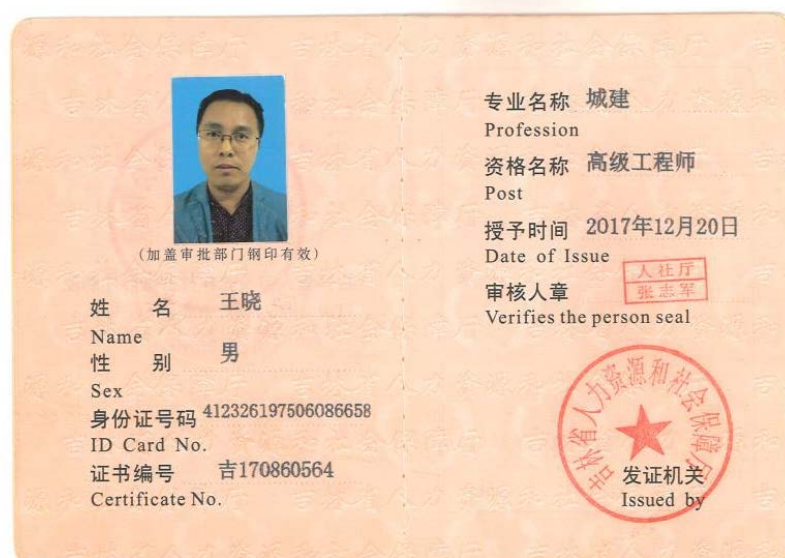 (加盖审批部门钢印有效)
姓 名 王晓
Name
性 别 男
Sex
身份证号码 412326197506086658
ID Card No.
证书编号 吉170860564
Certificate No.
专业名称 城建
Profession
资格名称 高级工程师
Post
授予时间 2017年12月20日
Date of Issue
人社厅
张志军
审核人章
Verifies the person seal
吉林省人力资源和社会保障厅
发证机关
Issued by